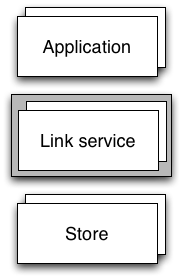 Application
Link service
Store